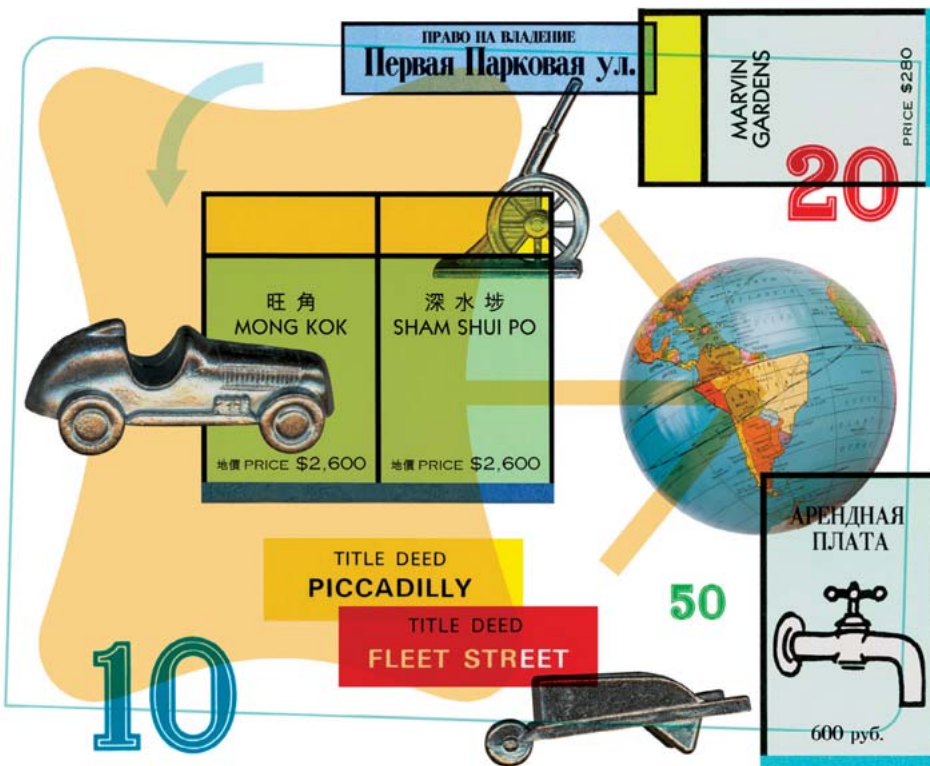 ПРАВО НА ВЛАДЕНИЕ
Первая Парковая ул.
MARVIN
GARDENS
PRICE $280
20
旺角
MONG KOK
地價 PRICE $2,600
深水埗
SHAM SHUI PO
地價 PRICE $2,600
TITLE DEED
PICCADILLY
TITLE DEED
FLEET STREET
50
10
АРЕНДНАЯ
ПЛАТА
600 руб.